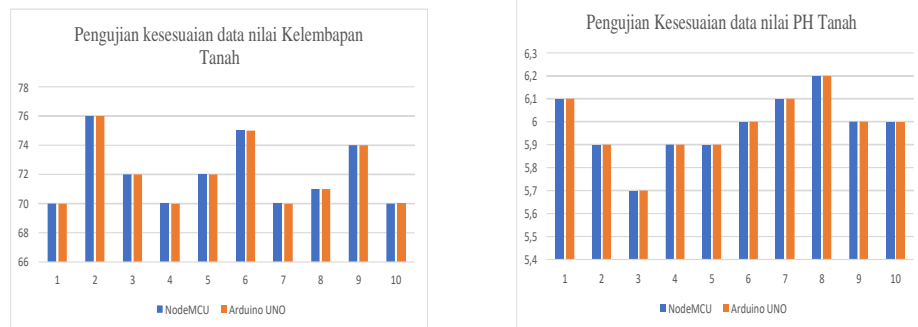 Pengujian kesesuaian data nilai Kelembapan
Tanah
78
76
74
72
70
68
66
1 2 3 4 5 6 7 8 9 10
NodeMCU Arduino UNO
Pengujian Kesesuaian data nilai PH Tanah
6,3
6,2
6,1
6
5,9
5,8
5,7
5,6
5,5
5,4
1 2 3 4 5 6 7 8 9 10
NodeMCU Arduino UNO